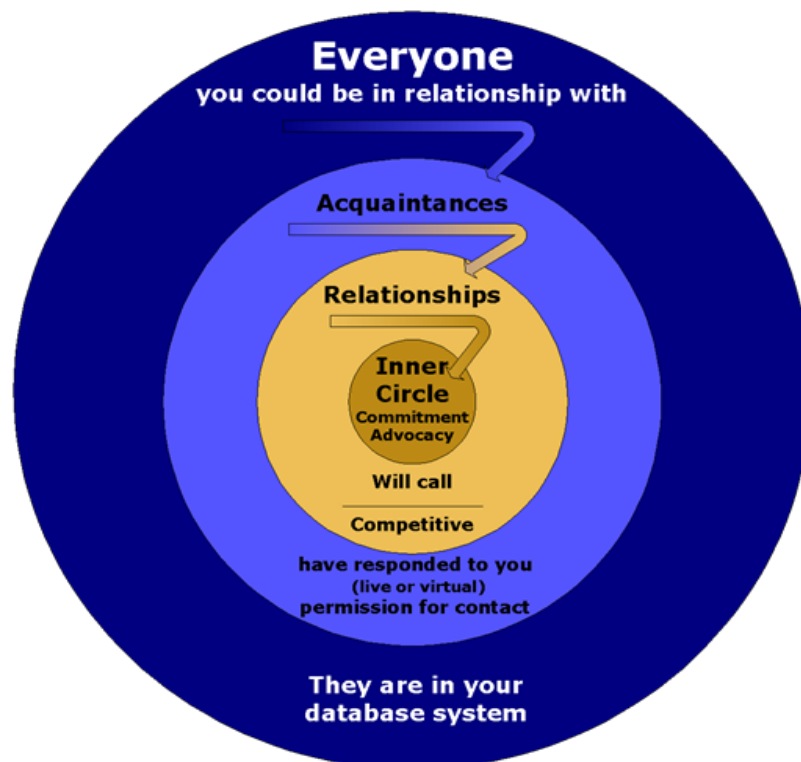 Everyone
you could be in relationship with
Acquaintances
Relationships
Inner
Circle
Commitment
Advocacy
Will call
Competitive
have responded to you
(live or virtual)
permission for contact
They are in your
database system